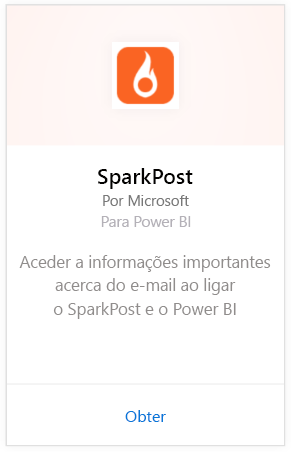 SparkPost
Por Microsoft
Para Power BI
Aceder a informações importantes
acerca do e-mail ao ligar
o SparkPost e o Power BI
Obter